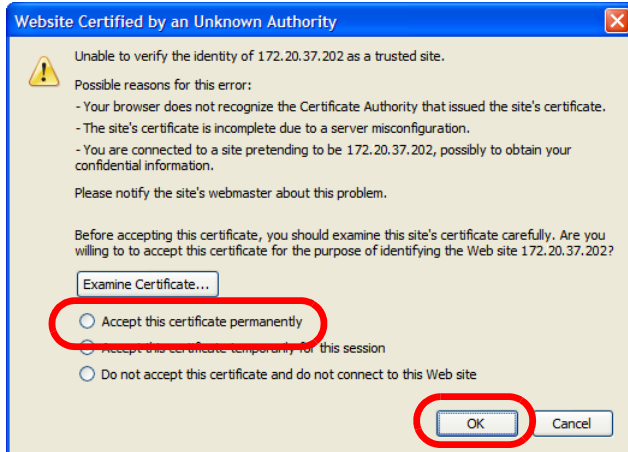 Website Certified by an Unknown Authority
Unable to verify the identity of 172.20.37.202 as a trusted site.
Possible reasons for this error:
- Your browser does not recognize the Certificate Authority that issued the site's certificate.
- The site's certificate is incomplete due to a server misconfiguration.
- You are connected to a site pretending to be 172.20.37.202, possibly to obtain your
confidential information.
Please notify the site's webmaster about this problem.
Before accepting this certificate, you should examine this site's certificate carefully. Are you
willing to to accept this certificate for the purpose of identifying the Web site 172.20.37.202?
Examine Certificate...
Accept this certificate permanently
Accept this certificate temporarily for this session
Do not accept this certificate and do not connect to this Web site
OK
Cancel